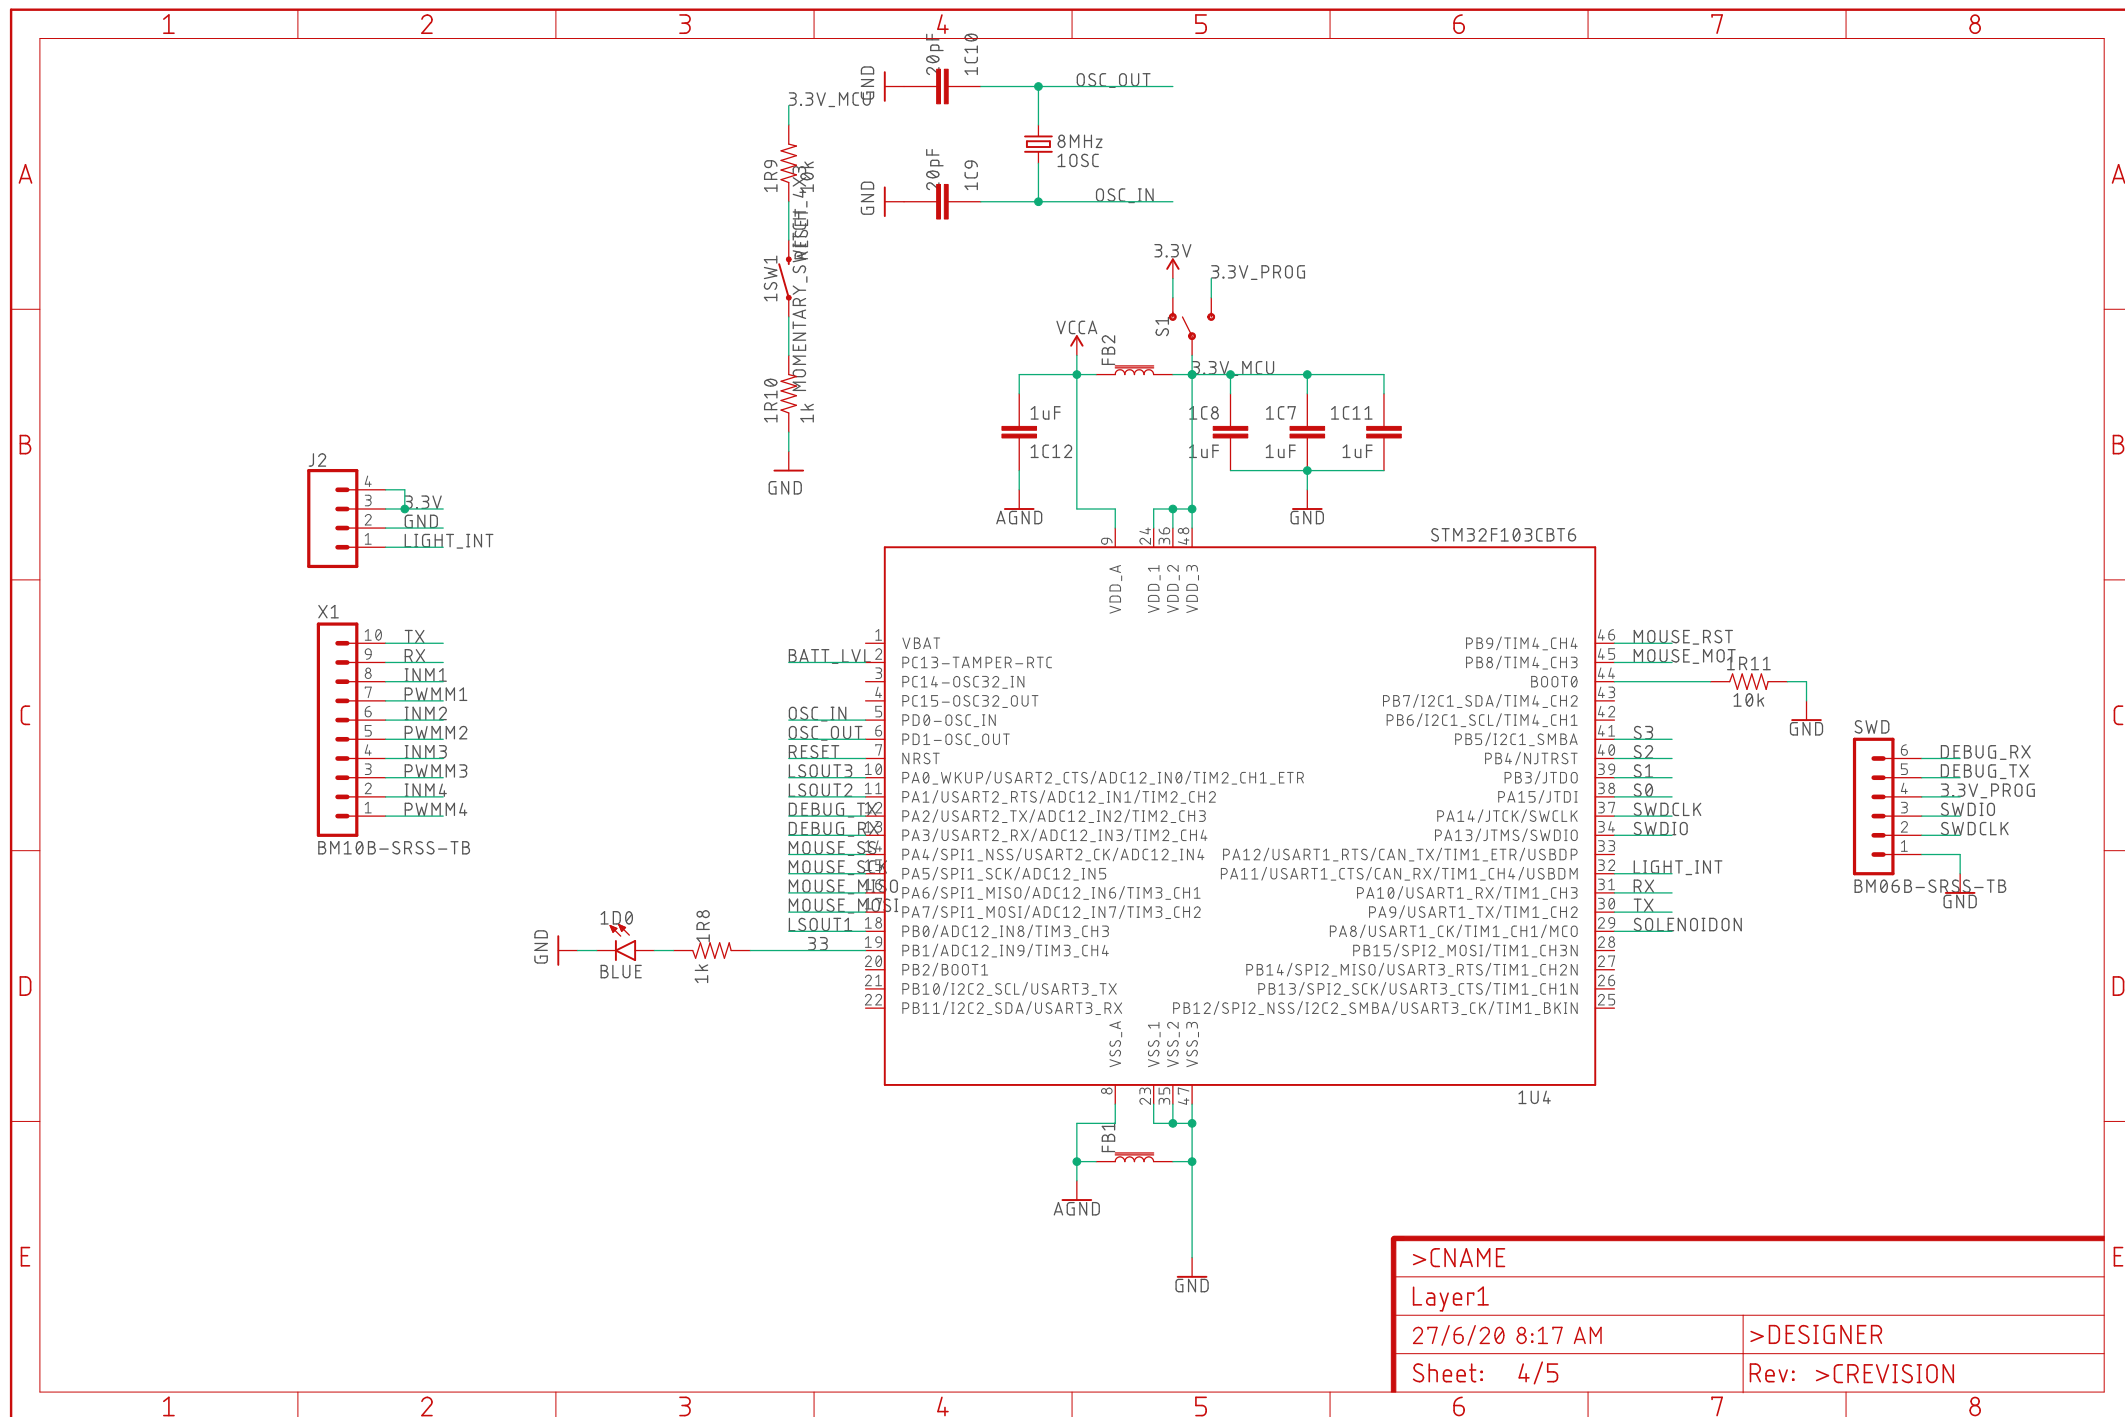 1 2 3 4 5 6 7 8
A
B
C
D
E
A
B
C
D
E
GND
20pF
1C10
OSC_OUT
8MHz
1OSC
GND
20pF
1C9
OSC_IN
3.3V_MCU
1R9
10k
RESET
1SW1
MOMENTARY_SWITCH_4X3
1R10
1k
GND
3.3V
3.3V_PROG
S1
VCCA
FB2
3.3V_MCU
1uF
1C12
AGND
1C8
1uF
1C7
1uF
1C11
1uF
GND
J2
4
3 3.3V
2 GND
1 LIGHT_INT
X1
10 TX
9 RX
8 INM1
7 PWMM1
6 INM2
5 PWMM2
4 INM3
3 PWMM3
2 INM4
1 PWMM4
BM10B-SRSS-TB
STM32F103CBT6
9 24 36 48
VDD_A VDD_1 VDD_2 VDD_3
1 VBAT
BATT_LVL 2 PC13-TAMPER-RTC
3 PC14-OSC32_IN
4 PC15-OSC32_OUT
OSC_IN 5 PD0-OSC_IN
OSC_OUT 6 PD1-OSC_OUT
RESET 7 NRST
LSOUT3 10 PA0_WKUP/USART2_CTS/ADC12_IN0/TIM2_CH1_ETR
LSOUT2 11 PA1/USART2_RTS/ADC12_IN1/TIM2_CH2
DEBUG_TX 12 PA2/USART2_TX/ADC12_IN2/TIM2_CH3
DEBUG_RX 13 PA3/USART2_RX/ADC12_IN3/TIM2_CH4
MOUSE_SS 14 PA4/SPI1_NSS/USART2_CK/ADC12_IN4
MOUSE_SCK 15 PA5/SPI1_SCK/ADC12_IN5
MOUSE_MISO 16 PA6/SPI1_MISO/ADC12_IN6/TIM3_CH1
MOUSE_MOSI 17 PA7/SPI1_MOSI/ADC12_IN7/TIM3_CH2
LSOUT1 18 PB0/ADC12_IN8/TIM3_CH3
33 19 PB1/ADC12_IN9/TIM3_CH4
20 PB2/BOOT1
21 PB10/I2C2_SCL/USART3_TX
22 PB11/I2C2_SDA/USART3_RX
PB9/TIM4_CH4 46 MOUSE_RST
PB8/TIM4_CH3 45 MOUSE_MOT
BOOT0 44
PB7/I2C1_SDA/TIM4_CH2 43
PB6/I2C1_SCL/TIM4_CH1 42
PB5/I2C1_SMBA 41 S3
PB4/NJTRST 40 S2
PB3/JTDO 39 S1
PA15/JTDI 38 S0
PA14/JTCK/SWCLK 37 SWDCLK
PA13/JTMS/SWDIO 34 SWDIO
PA12/USART1_RTS/CAN_TX/TIM1_ETR/USBDP 33
PA11/USART1_CTS/CAN_RX/TIM1_CH4/USBDM 32 LIGHT_INT
PA10/USART1_RX/TIM1_CH3 31 RX
PA9/USART1_TX/TIM1_CH2 30 TX
PA8/USART1_CK/TIM1_CH1/MCO 29 SOLENOIDON
PB15/SPI2_MOSI/TIM1_CH3N 28
PB14/SPI2_MISO/USART3_RTS/TIM1_CH2N 27
PB13/SPI2_SCK/USART3_CTS/TIM1_CH1N 26
PB12/SPI2_NSS/I2C2_SMBA/USART3_CK/TIM1_BKIN 25
1R11
10k
GND
SWD
6 DEBUG_RX
5 DEBUG_TX
4 3.3V_PROG
3 SWDIO
2 SWDCLK
1
BM06B-SRSS-TB
GND
GND
1D0
BLUE
1R8
1k
VSS_A VSS_1 VSS_2 VSS_3
8 23 35 47
1U4
FB1
AGND
GND
>CNAME
Layer1
27/6/20 8:17 AM >DESIGNER
Sheet: 4/5 Rev: >CREVISION
1 2 3 4 5 6 7 8